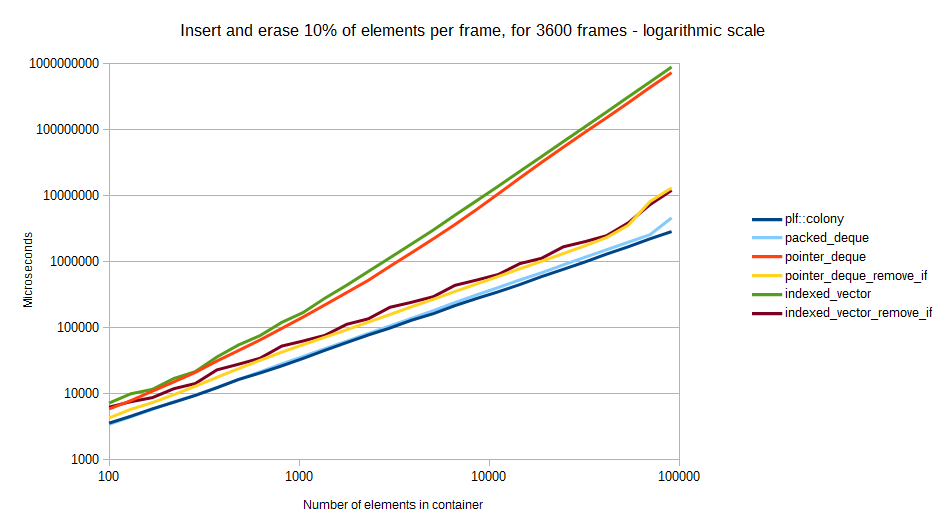 Insert and erase 10% of elements per frame, for 3600 frames - logarithmic scale
1000000000
100000000
10000000
1000000
100000
10000
1000
Microseconds
100
1000
10000
100000
Number of elements in container
plf::colony
packed_deque
pointer_deque
pointer_deque_remove_if
indexed_vector
indexed_vector_remove_if